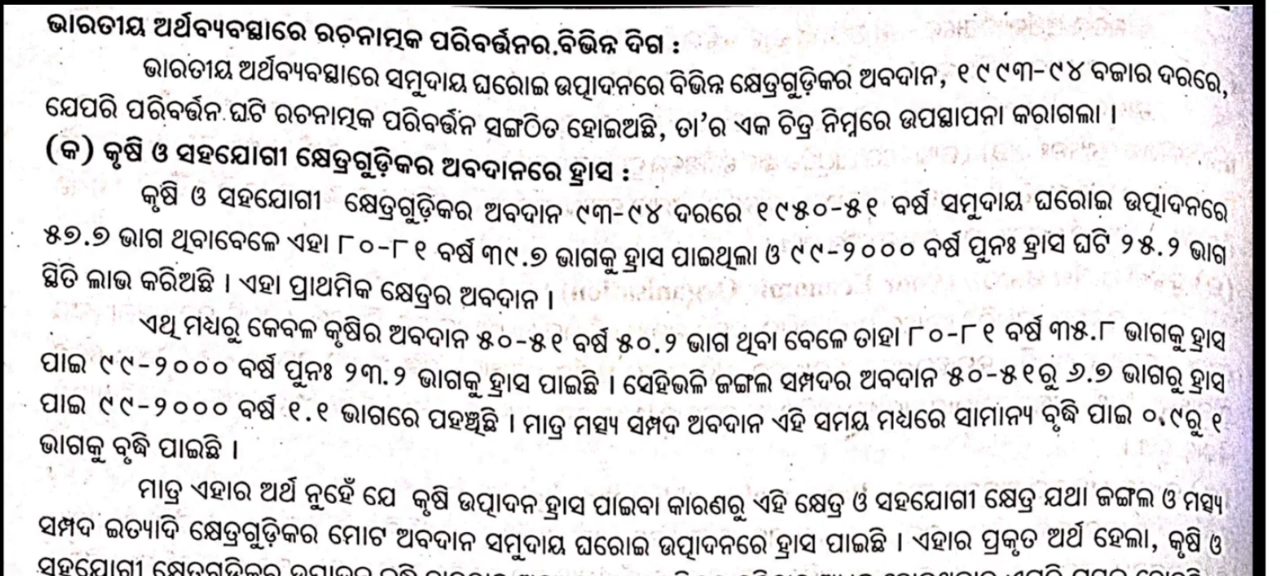 ଭାରତୀୟ ଅର୍ଥବ୍ୟବସ୍ଥାରେ ରଚନାତ୍ମକ ପରିବର୍ତ୍ତନର.ବିଭିନ୍ନ ଦିଗ :
ଭାରତୀୟ ଅର୍ଥବ୍ୟବସ୍ଥାରେ ସମୁଦାୟ ଘରୋଇ ଉତ୍ପାଦନରେ ବିଭିନ୍ନ କ୍ଷେତ୍ରଗୁଡ଼ିକର ଅବଦାନ, ୧୯୯୩-୯୪ ବଜାର ଦରରେ,
ଯେପରି ପରିବର୍ତ୍ତନ ଘଟି ରଚନାତ୍ମକ ପରିବର୍ତ୍ତନ ସଙ୍ଗଠିତ ହୋଇଅଛି, ତା'ର ଏକ ଚିତ୍ର ନିମ୍ନରେ ଉପସ୍ଥାପନା କରାଗଲା ।
(କ) କୃଷି ଓ ସହଯୋଗୀ କ୍ଷେତ୍ରଗୁଡ଼ିକର ଅବଦାନରେ ହ୍ରାସ :
କୃଷି ଓ ସହଯୋଗୀ କ୍ଷେତ୍ରଗୁଡ଼ିକର ଅବଦାନ ୯୩-୯୪ ଦରରେ ୧୯୫୦-୫୧ ବର୍ଷ ସମୁଦାୟ ଘରୋଇ ଉତ୍ପାଦନରେ
୫୭.୭ ଭାଗ ଥିବାବେଳେ ଏହା ୮୦-୮୧ ବର୍ଷ ୩୯.୭ ଭାଗକୁ ହ୍ରାସ ପାଇଥିଲା ଓ ୯୯-୨୦୦୦ ବର୍ଷ ପୁନଃ ହ୍ରାସ ଘଟି ୨୫.୨ ଭାଗ
ସ୍ଥିତି ଲାଭ କରିଅଛି । ଏହା ପ୍ରାଥମିକ କ୍ଷେତ୍ରର ଅବଦାନ ।
ଏଥି ମଧ୍ୟରୁ କେବଳ କୃଷିର ଅବଦାନ ୫୦-୫୧ ବର୍ଷ ୫୦.୨ ଭାଗ ଥିବା ବେଳେ ତାହା ୮୦-୮୧ ବର୍ଷ ୩୫.୮ ଭାଗକୁ ହ୍ରାସ
ପାଇ ୯୯-୨୦୦୦ ବର୍ଷ ପୁନଃ ୨୩.୨ ଭାଗକୁ ହ୍ରାସ ପାଇଛି । ସେହିଭଳି ଜଙ୍ଗଲ ସମ୍ପଦର ଅବଦାନ ୫୦-୫୧ରୁ ୬.୭ ଭାଗରୁ ହ୍ରାସ
ପାଇ ୯୯-୨୦୦୦ ବର୍ଷ ୧.୧ ଭାଗରେ ପହଞ୍ଚିଛି । ମାତ୍ର ମତ୍ସ୍ୟ ସମ୍ପଦ ଅବଦାନ ଏହି ସମୟ ମଧ୍ୟରେ ସାମାନ୍ୟ ବୃଦ୍ଧି ପାଇ ୦.୯ରୁ ୧
ଭାଗକୁ ବୃଦ୍ଧି ପାଇଛି ।
ମାତ୍ର ଏହାର ଅର୍ଥ ନୁହେଁ ଯେ କୃଷି ଉତ୍ପାଦନ ହ୍ରାସ ପାଇବା କାରଣରୁ ଏହି କ୍ଷେତ୍ର ଓ ସହଯୋଗୀ କ୍ଷେତ୍ର ଯଥା ଜଙ୍ଗଲ ଓ ମତ୍ସ୍ୟ
ସମ୍ପଦ ଇତ୍ୟାଦି କ୍ଷେତ୍ରଗୁଡ଼ିକର ମୋଟ ଅବଦାନ ସମୁଦାୟ ଘରୋଇ ଉତ୍ପାଦନରେ ହ୍ରାସ ପାଇଛି । ଏହାର ପ୍ରକୃତ ଅର୍ଥ ହେଲା, କୃଷି ଓ
ସହଯୋଗୀ କ୍ଷେତ୍ରଗୁଡ଼ିକର